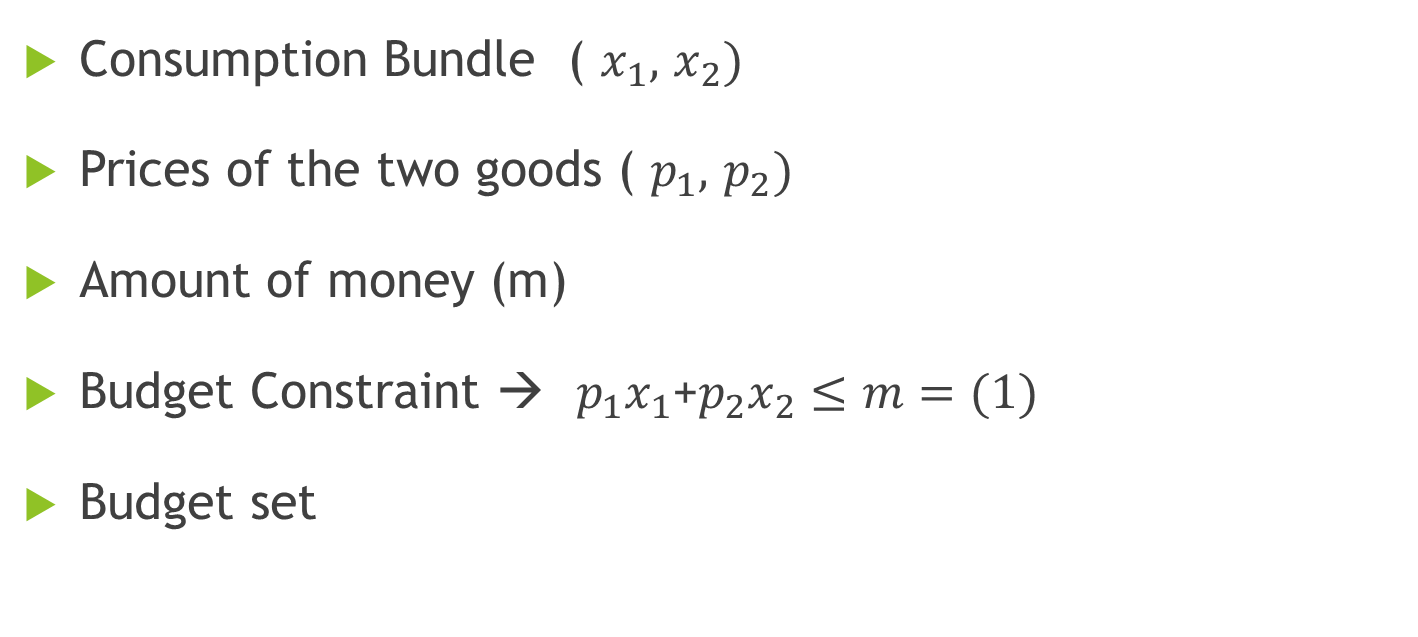 ▶ Consumption Bundle ( 𝑥₁, 𝑥₂)
▶ Prices of the two goods ( 𝑝₁, 𝑝₂)
▶ Amount of money (m)
▶ Budget Constraint → 𝑝₁𝑥₁+𝑝₂𝑥₂ ≤ 𝑚 = (1)
▶ Budget set